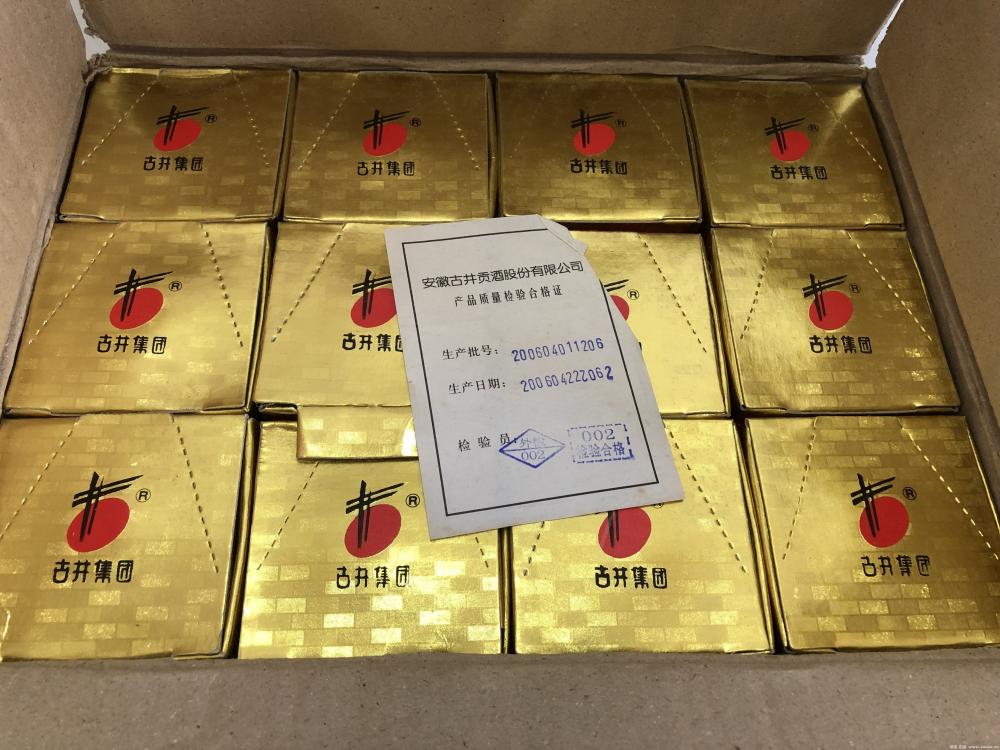 ®
古井集团
®
古井集团
®
古井集团
®
古井集团
®
古井集团
古井
®
®
古井集团
安徽古井贡酒股份有限公司
产品质量检验合格证
生产批号: 200604011206
生产日期: 200604222062
检验员:
002
002
检验合格
®
古井集团
®
古井集团
古井集团
®
古井集团